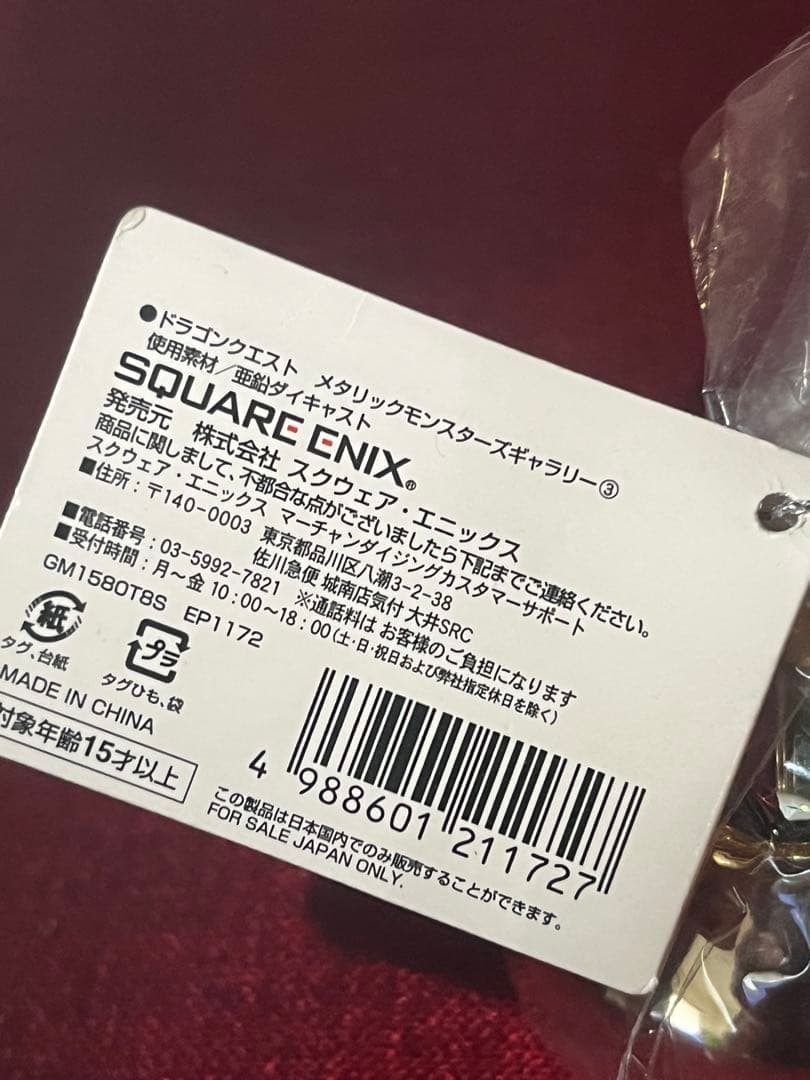 ●ドラゴンクエスト　メタリックモンスターズギャラリー③
使用素材／亜鉛ダイキャスト
SQUARE ENIX®
発売元　株式会社 スクウェア・エニックス
商品に関しまして、不都合な点がございましたら下記までご連絡ください。
スクウェア・エニックス マーチャンダイジングカスタマーサポート
■住所：〒140-0003　東京都品川区八潮3-2-38
佐川急便 城南店気付 大井SRC
■電話番号：03-5992-7821　※通話料は お客様のご負担になります
■受付時間：月～金 10:00～18:00(土・日・祝日および弊社指定休日を除く)
GM1580T8S　EP1172
紙
タグ、台紙
プラ
タグひも、袋
MADE IN CHINA
対象年齢15才以上
4 988601 211727
この製品は日本国内でのみ販売することができます。
FOR SALE JAPAN ONLY.